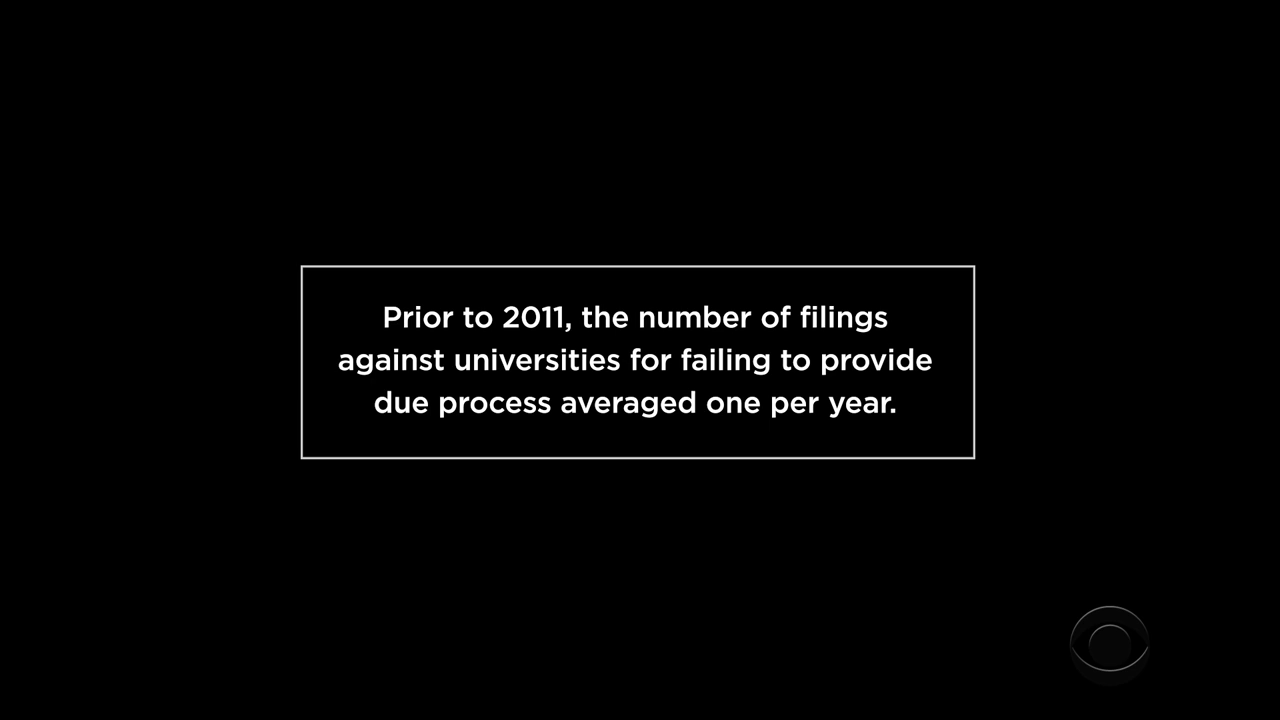 Prior to 2011, the number of filings
against universities for failing to provide
due process averaged one per year.